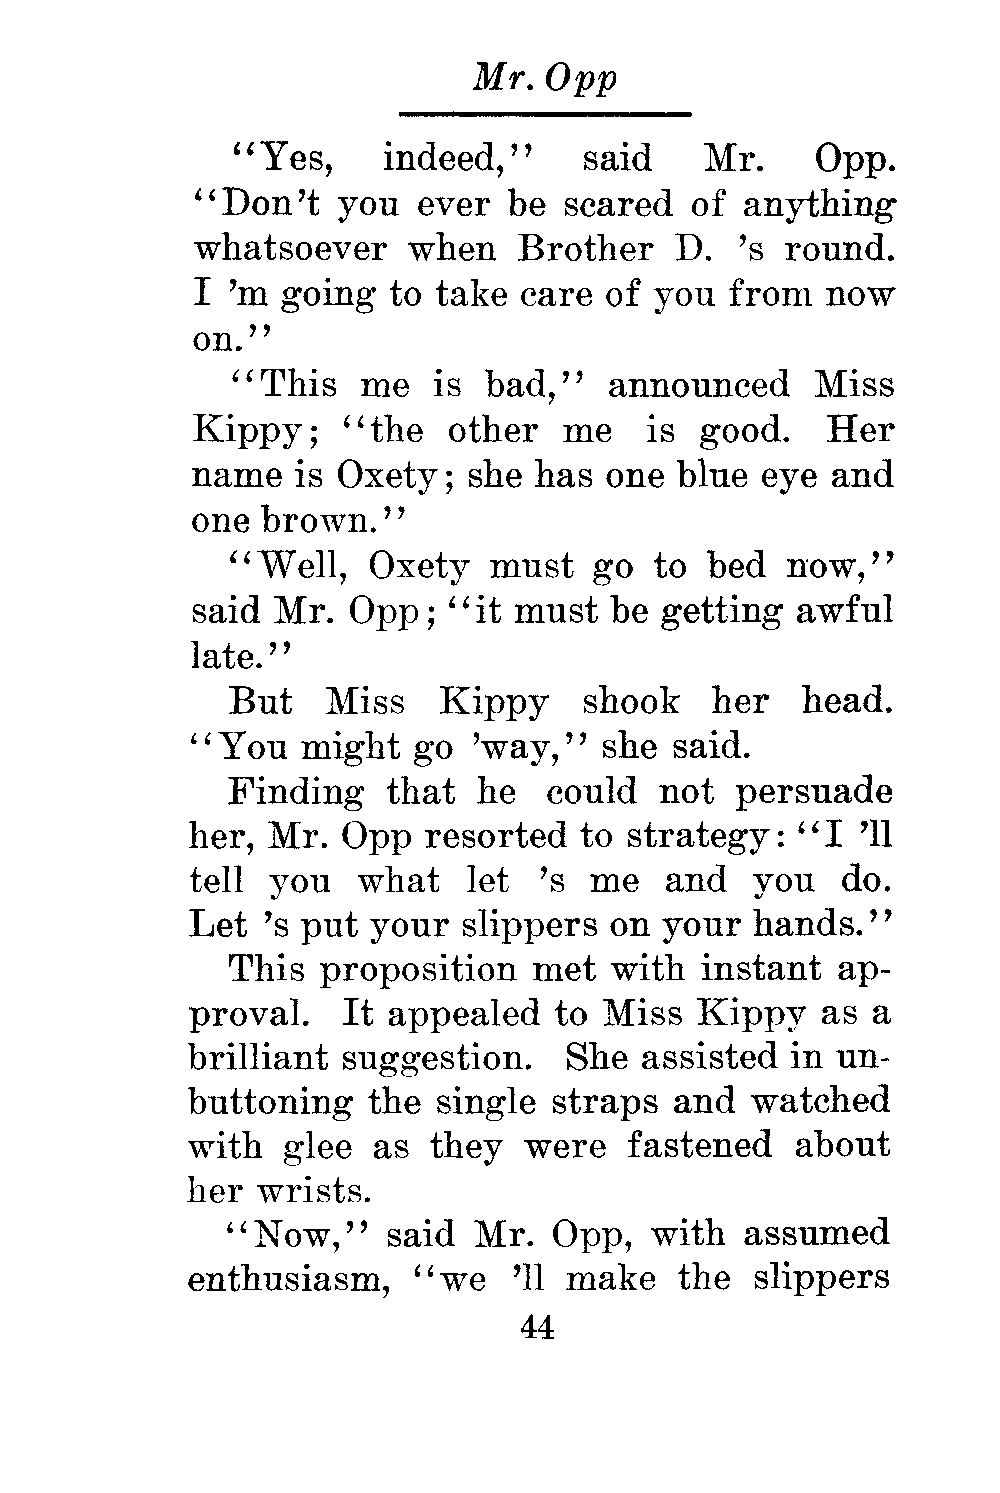 Mr. Opp
"Yes, indeed," said Mr. Opp.
"Don't you ever be scared of anything
whatsoever when Brother D. 's round.
I 'm going to take care of you from now
on."
"This me is bad," announced Miss
Kippy; "the other me is good. Her
name is Oxety; she has one blue eye and
one brown."
"Well, Oxety must go to bed now,"
said Mr. Opp; "it must be getting awful
late."
But Miss Kippy shook her head.
"You might go 'way," she said.
Finding that he could not persuade
her, Mr. Opp resorted to strategy: "I 'll
tell you what let 's me and you do.
Let 's put your slippers on your hands."
This proposition met with instant ap-
proval. It appealed to Miss Kippy as a
brilliant suggestion. She assisted in un-
buttoning the single straps and watched
with glee as they were fastened about
her wrists.
"Now," said Mr. Opp, with assumed
enthusiasm, "we 'll make the slippers
44